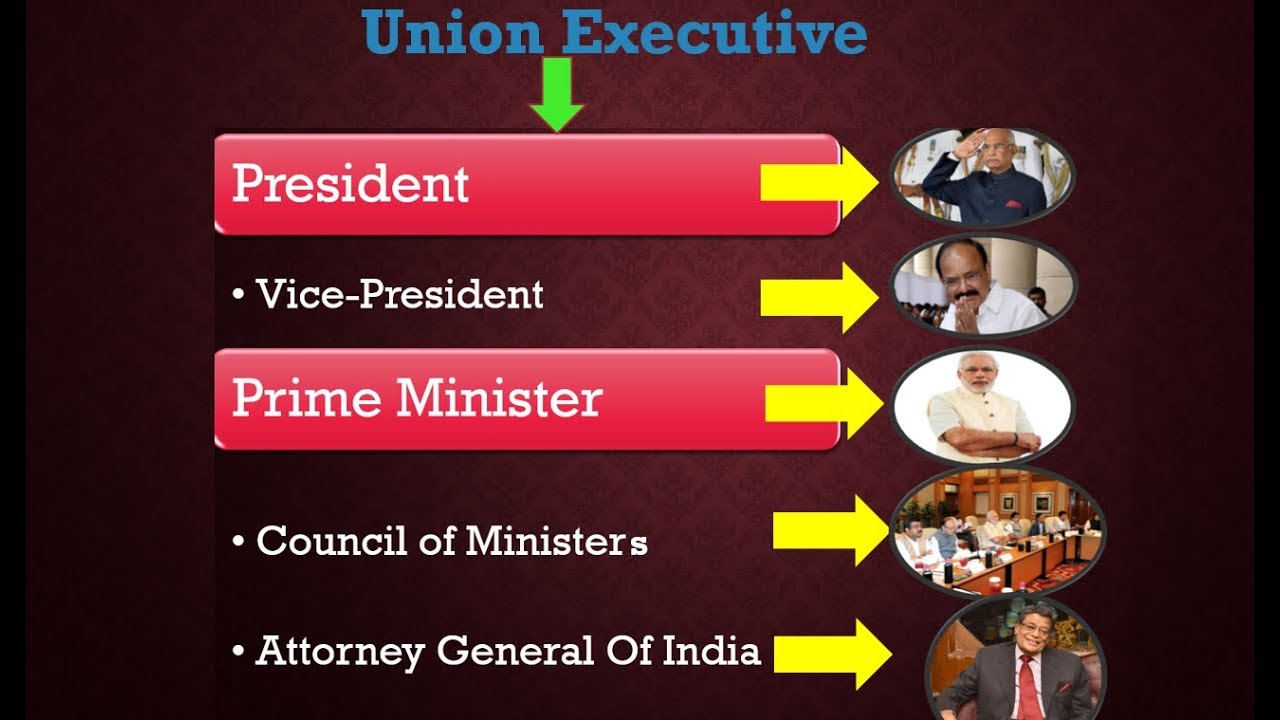 Union Executive
President
• Vice-President
Prime Minister
• Council of Ministers
• Attorney General Of India